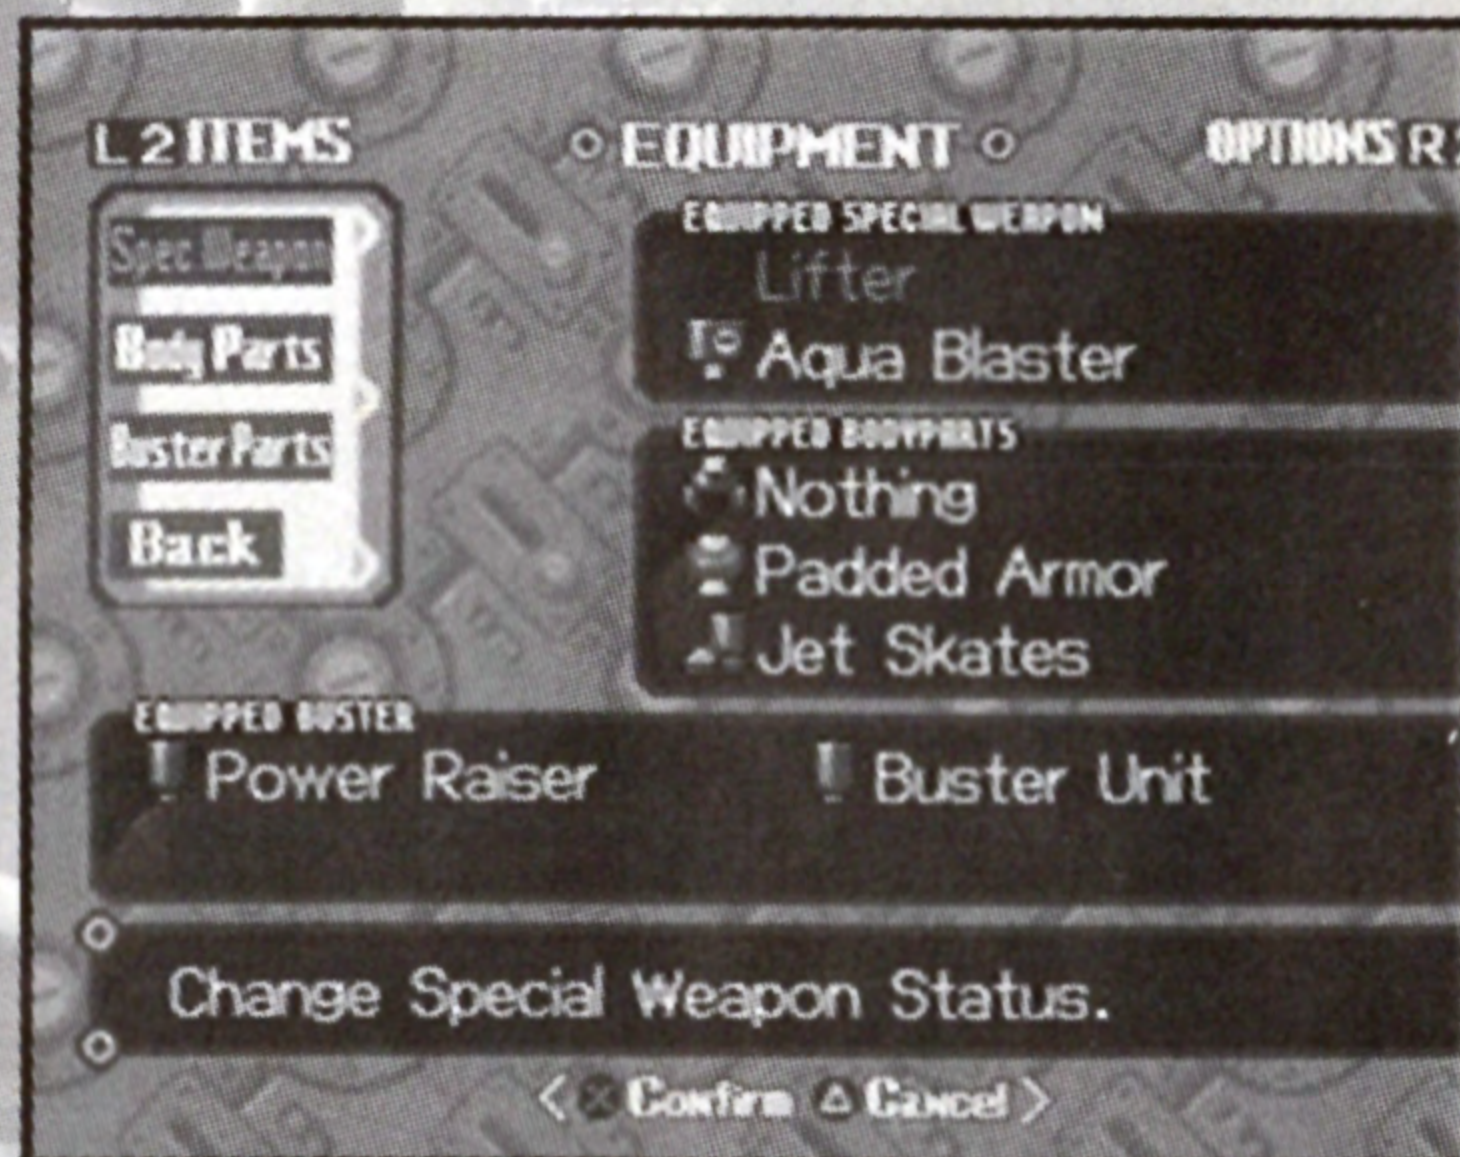 L2 ITEMS
EQUIPMENT
OPTIONS R
Spec Weapon
Body Parts
Buster Parts
Back
EQUIPPED SPECIAL WEAPON
Lifter
Aqua Blaster
EQUIPPED BODYPARTS
Nothing
Padded Armor
Jet Skates
EQUIPPED BUSTER
Power Raiser
Buster Unit
Change Special Weapon Status.
Confirm
Cancel